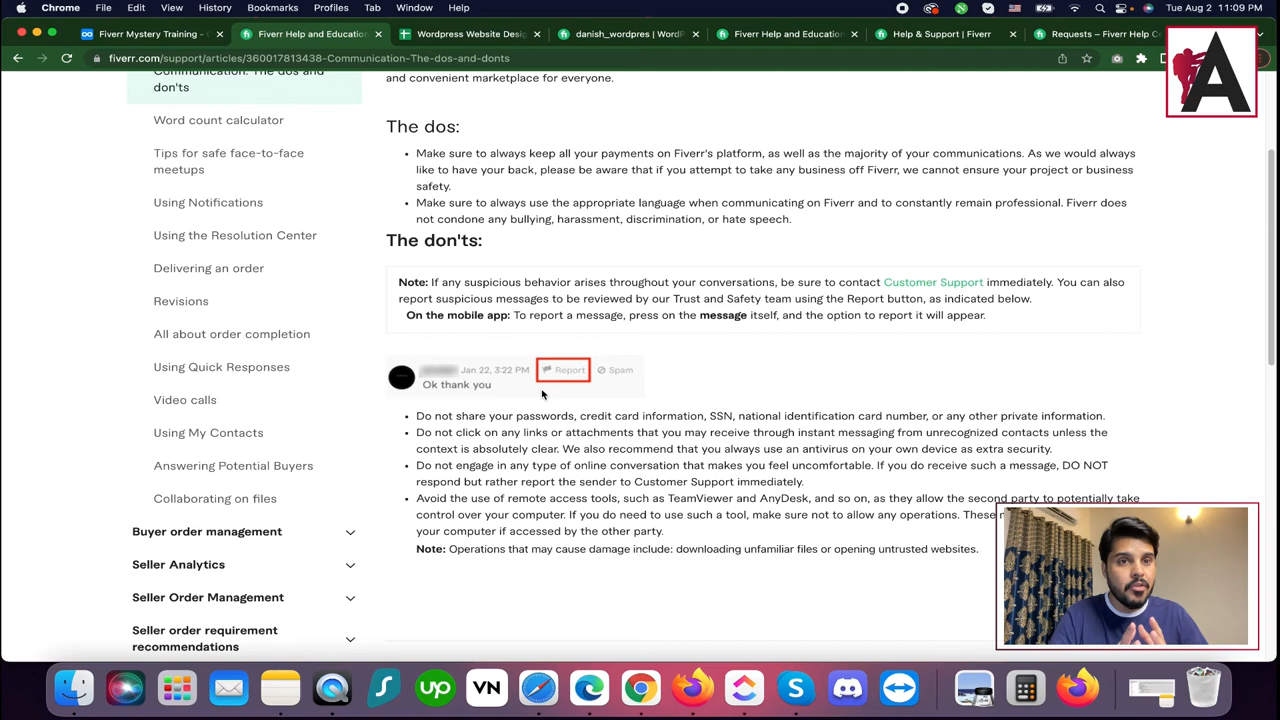 Chrome File Edit View History Bookmarks Profiles Tab Window Help Tue Aug 2 11:09 PM
Fiverr Mystery Training - Fiverr Help and Education Wordpress Website Desig danish_wordpres | WordP Fiverr Help and Education Help & Support | Fiverr Requests – Fiverr Help C
fiverr.com/support/articles/360017813438-Communication-The-dos-and-donts
A
Communication: The dos and
don'ts
Word count calculator
Tips for safe face-to-face
meetups
Using Notifications
Using the Resolution Center
Delivering an order
Revisions
All about order completion
Using Quick Responses
Video calls
Using My Contacts
Answering Potential Buyers
Collaborating on files
Buyer order management
Seller Analytics
Seller Order Management
Seller order requirement
recommendations
and convenient marketplace for everyone.
The dos:
• Make sure to always keep all your payments on Fiverr's platform, as well as the majority of your communications. As we would always
like to have your back, please be aware that if you attempt to take any business off Fiverr, we cannot ensure your project or business
safety.
• Make sure to always use the appropriate language when communicating on Fiverr and to constantly remain professional. Fiverr does
not condone any bullying, harassment, discrimination, or hate speech.
The don'ts:
Note: If any suspicious behavior arises throughout your conversations, be sure to contact Customer Support immediately. You can also
report suspicious messages to be reviewed by our Trust and Safety team using the Report button, as indicated below.
On the mobile app: To report a message, press on the message itself, and the option to report it will appear.
Jan 22, 3:22 PM Report Spam
Ok thank you
• Do not share your passwords, credit card information, SSN, national identification card number, or any other private information.
• Do not click on any links or attachments that you may receive through instant messaging from unrecognized contacts unless the
context is absolutely clear. We also recommend that you always use an antivirus on your own device as extra security.
• Do not engage in any type of online conversation that makes you feel uncomfortable. If you do receive such a message, DO NOT
respond but rather report the sender to Customer Support immediately.
• Avoid the use of remote access tools, such as TeamViewer and AnyDesk, and so on, as they allow the second party to potentially take
control over your computer. If you do need to use such a tool, make sure not to allow any operations. These
your computer if accessed by the other party.
Note: Operations that may cause damage include: downloading unfamiliar files or opening untrusted websites.
up VN